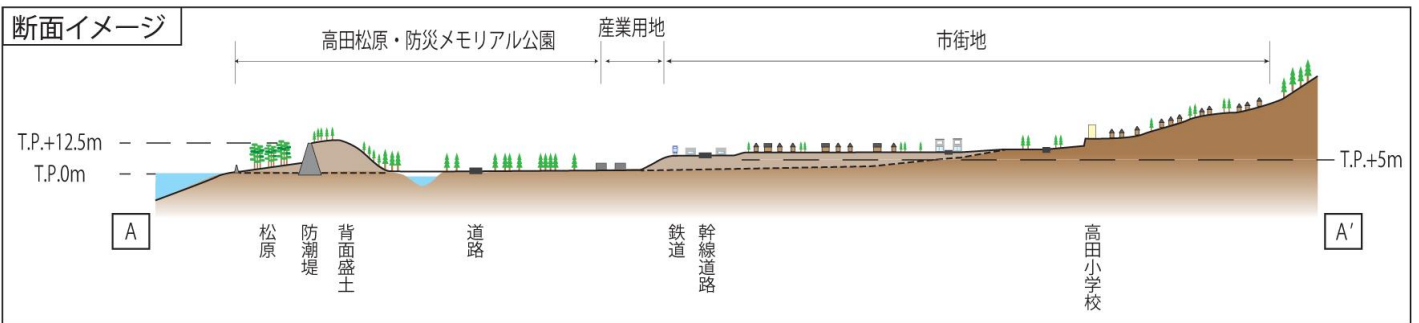 断面イメージ
高田松原・防災メモリアル公園
産業用地
市街地
T.P.+12.5m
T.P.0m
T.P.+5m
A
松原
防潮堤
背面盛土
道路
鉄道
幹線道路
高田小学校
A′